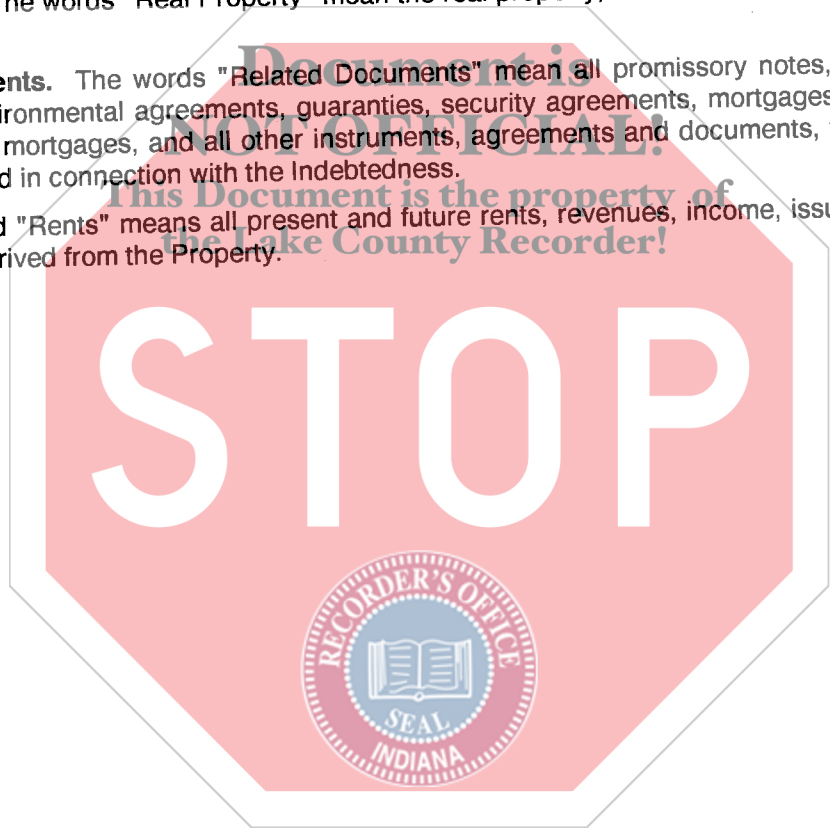 The words "Real Property" mean the real property,
Document is
ents. The words "Related Documents" mean all promissory notes,
ironmental agreements, guaranties, security agreements, mortgages
NOT OFFICIAL!
mortgages, and all other instruments, agreements and documents,
d in connection with the Indebtedness.
This Document is the property of
d "Rents" means all present and future rents, revenues, income, issu
the Lake County Recorder!
rived from the Property.
STOP
RECORDER'S OFFICE
SEAL
INDIANA